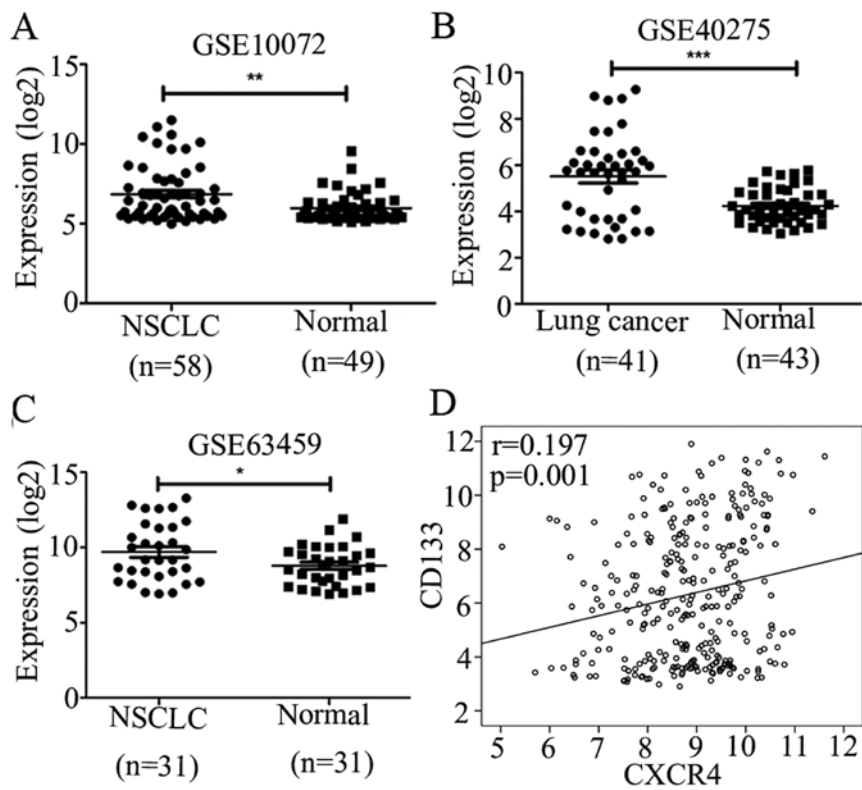 A
GSE10072
**
Expression (log2)
15
10
5
0
NSCLC
Normal
(n=58)
(n=49)
B
GSE40275
***
Expression (log2)
10
8
6
4
2
0
Lung cancer
Normal
(n=41)
(n=43)
C
GSE63459
*
Expression (log2)
15
10
5
0
NSCLC
Normal
(n=31)
(n=31)
D
r=0.197
p=0.001
CD133
12
10
8
6
4
2
5 6 7 8 9 10 11 12
CXCR4